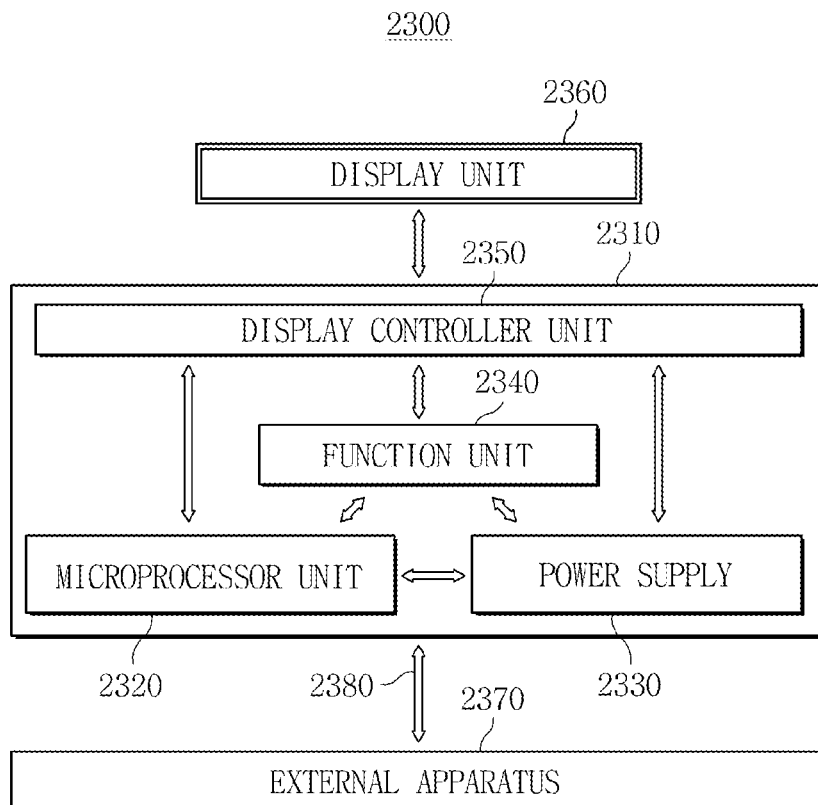 2300
2360
DISPLAY UNIT
2310
2350
DISPLAY CONTROLLER UNIT
2340
FUNCTION UNIT
MICROPROCESSOR UNIT
POWER SUPPLY
2320
2380
2330
2370
EXTERNAL APPARATUS